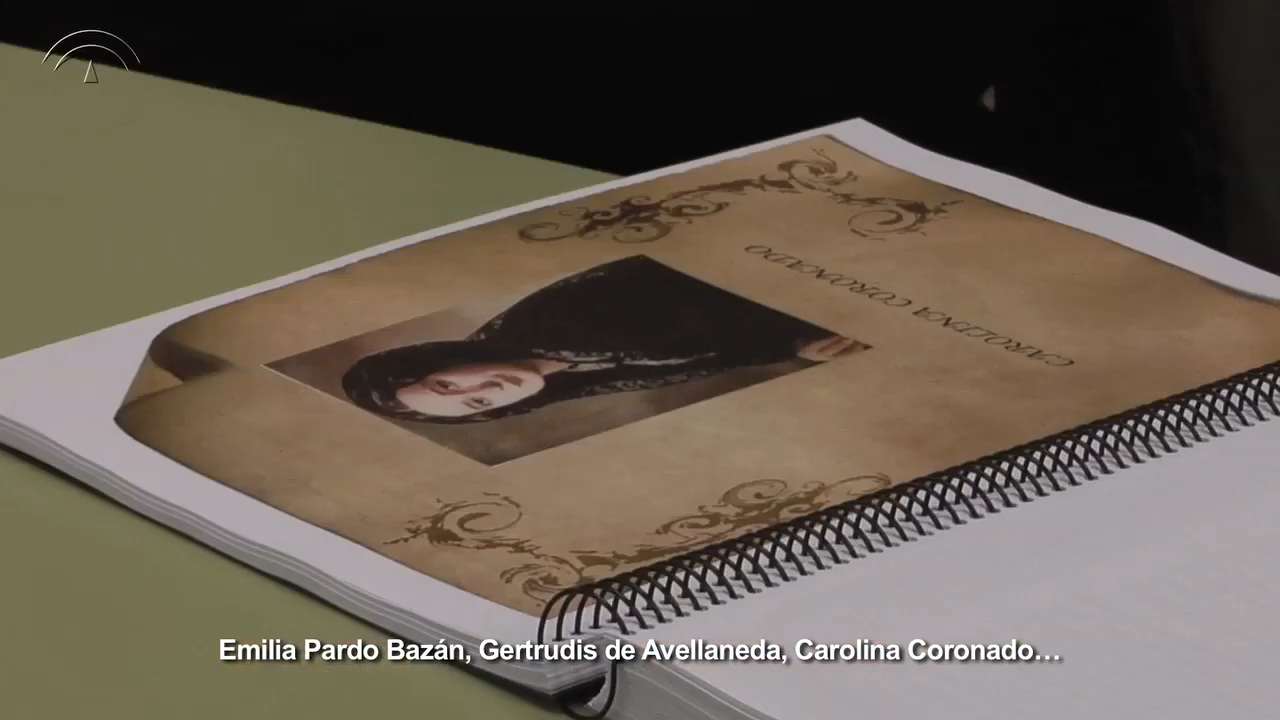 CAROLINA CORONADO
Emilia Pardo Bazán, Gertrudis de Avellaneda, Carolina Coronado…